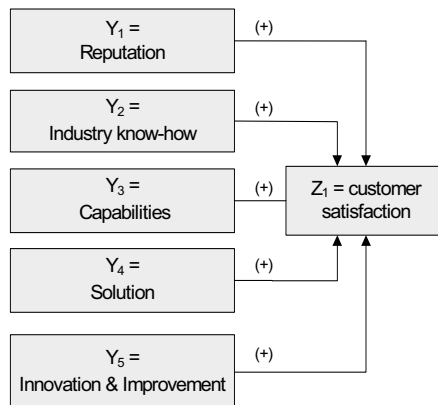 Y1 =
Reputation
(+)
Y2 =
Industry know-how
(+)
Y3 =
Capabilities
(+)
Z1 = customer
satisfaction
Y4 =
Solution
(+)
Y5 =
Innovation & Improvement
(+)